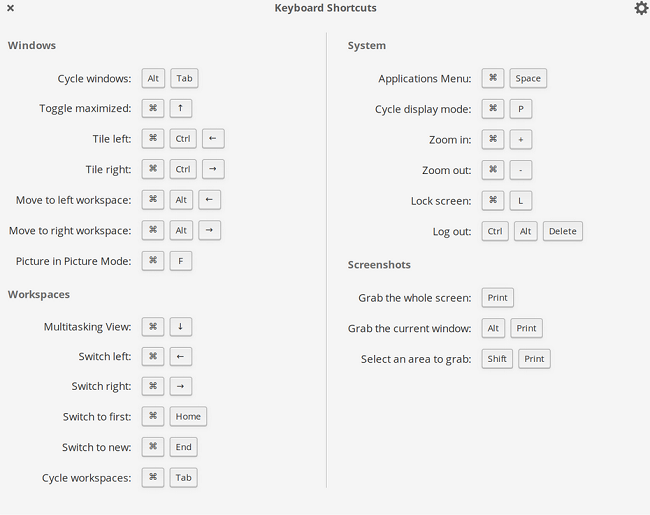 Keyboard Shortcuts
Windows
Cycle windows: Alt Tab
Toggle maximized: ⌘ ↑
Tile left: ⌘ Ctrl ←
Tile right: ⌘ Ctrl →
Move to left workspace: ⌘ Alt ←
Move to right workspace: ⌘ Alt →
Picture in Picture Mode: ⌘ F
Workspaces
Multitasking View: ⌘ ↓
Switch left: ⌘ ←
Switch right: ⌘ →
Switch to first: ⌘ Home
Switch to new: ⌘ End
Cycle workspaces: ⌘ Tab
System
Applications Menu: ⌘ Space
Cycle display mode: ⌘ P
Zoom in: ⌘ +
Zoom out: ⌘ -
Lock screen: ⌘ L
Log out: Ctrl Alt Delete
Screenshots
Grab the whole screen: Print
Grab the current window: Alt Print
Select an area to grab: Shift Print